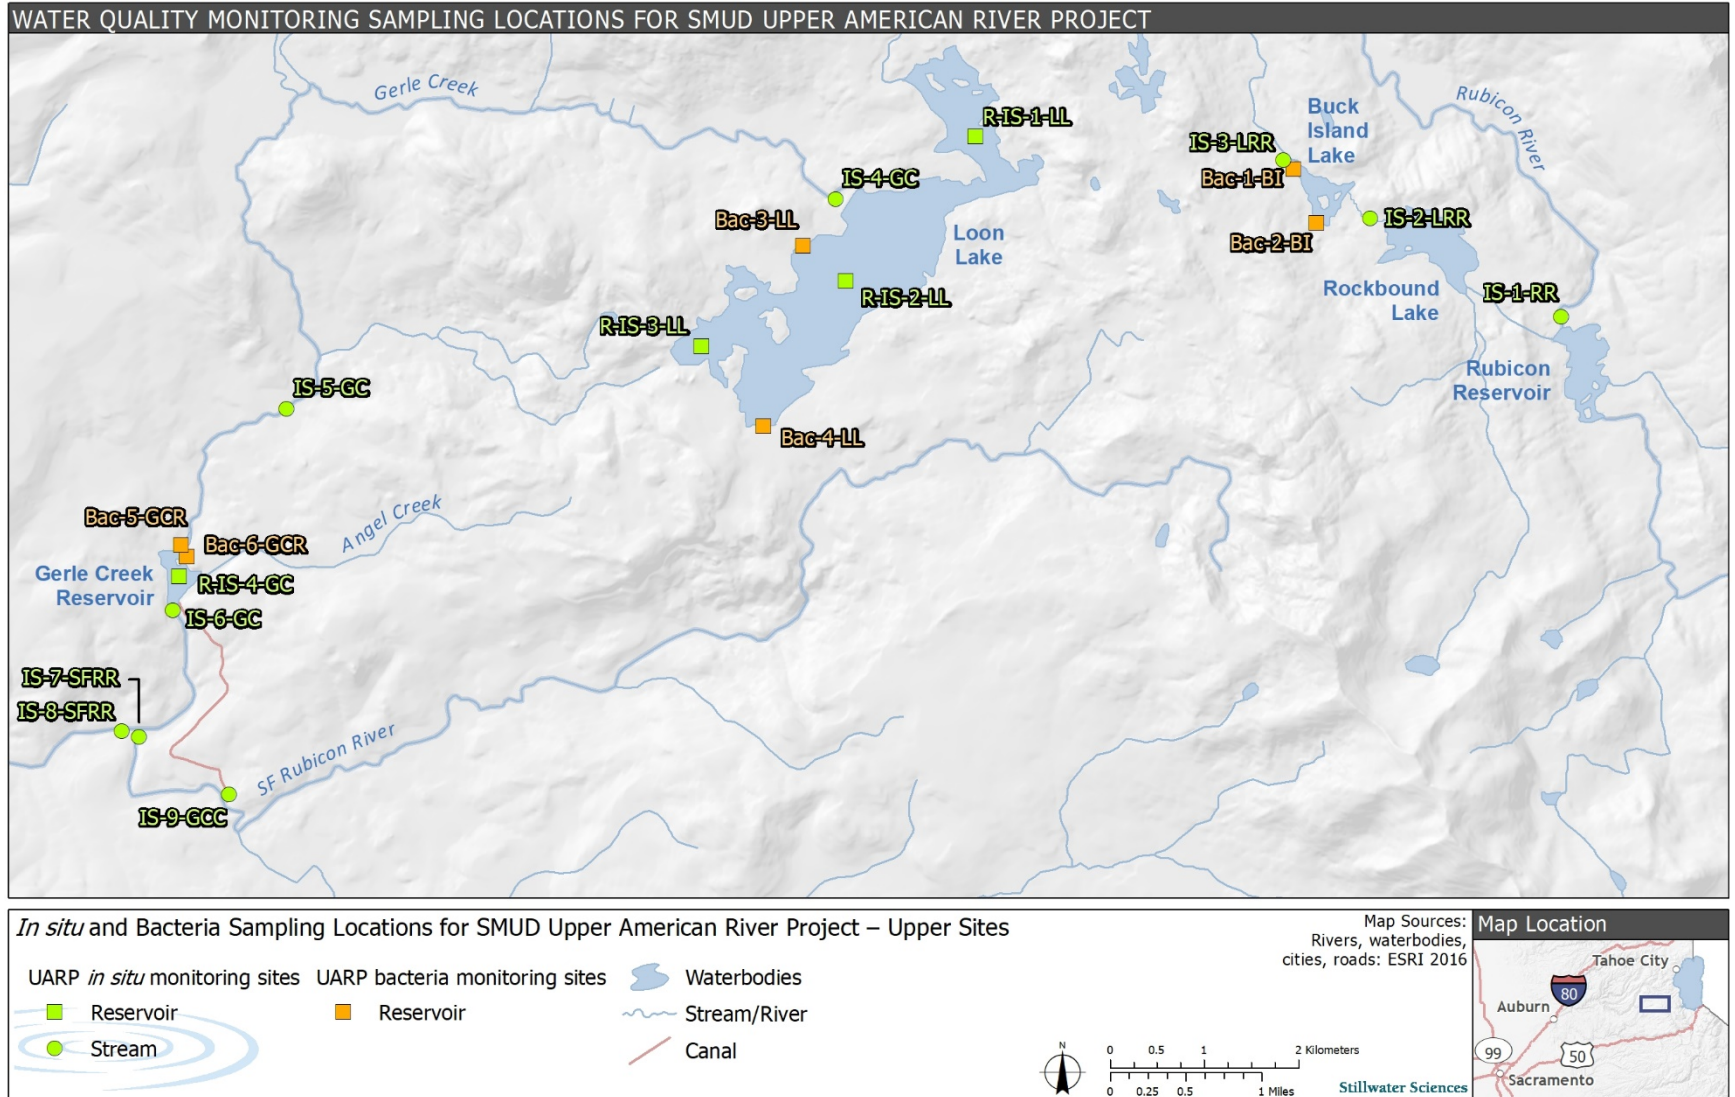 WATER QUALITY MONITORING SAMPLING LOCATIONS FOR SMUD UPPER AMERICAN RIVER PROJECT
Gerle Creek
Rubicon River
R-IS-1-LL
Buck
Island
Lake
IS-3-LRR
Bac-1-BI
IS-4-GC
Bac-3-LL
IS-2-LRR
Bac-2-BI
Loon
Lake
R-IS-2-LL
Rockbound
Lake
IS-1-RR
R-IS-3-LL
Rubicon
Reservoir
IS-5-GC
Bac-4-LL
Angel Creek
Bac-5-GCR
Bac-6-GCR
Gerle Creek
Reservoir
R-IS-4-GC
IS-6-GC
IS-7-SFRR
IS-8-SFRR
SF Rubicon River
IS-9-GCC
In situ and Bacteria Sampling Locations for SMUD Upper American River Project – Upper Sites
UARP in situ monitoring sites
Reservoir
Stream
UARP bacteria monitoring sites
Reservoir
Waterbodies
Stream/River
Canal
Map Sources:
Rivers, waterbodies,
cities, roads: ESRI 2016
N
0 0.5 1 2 Kilometers
0 0.25 0.5 1 Miles
Stillwater Sciences
Map Location
Tahoe City
80
Auburn
99
50
Sacramento